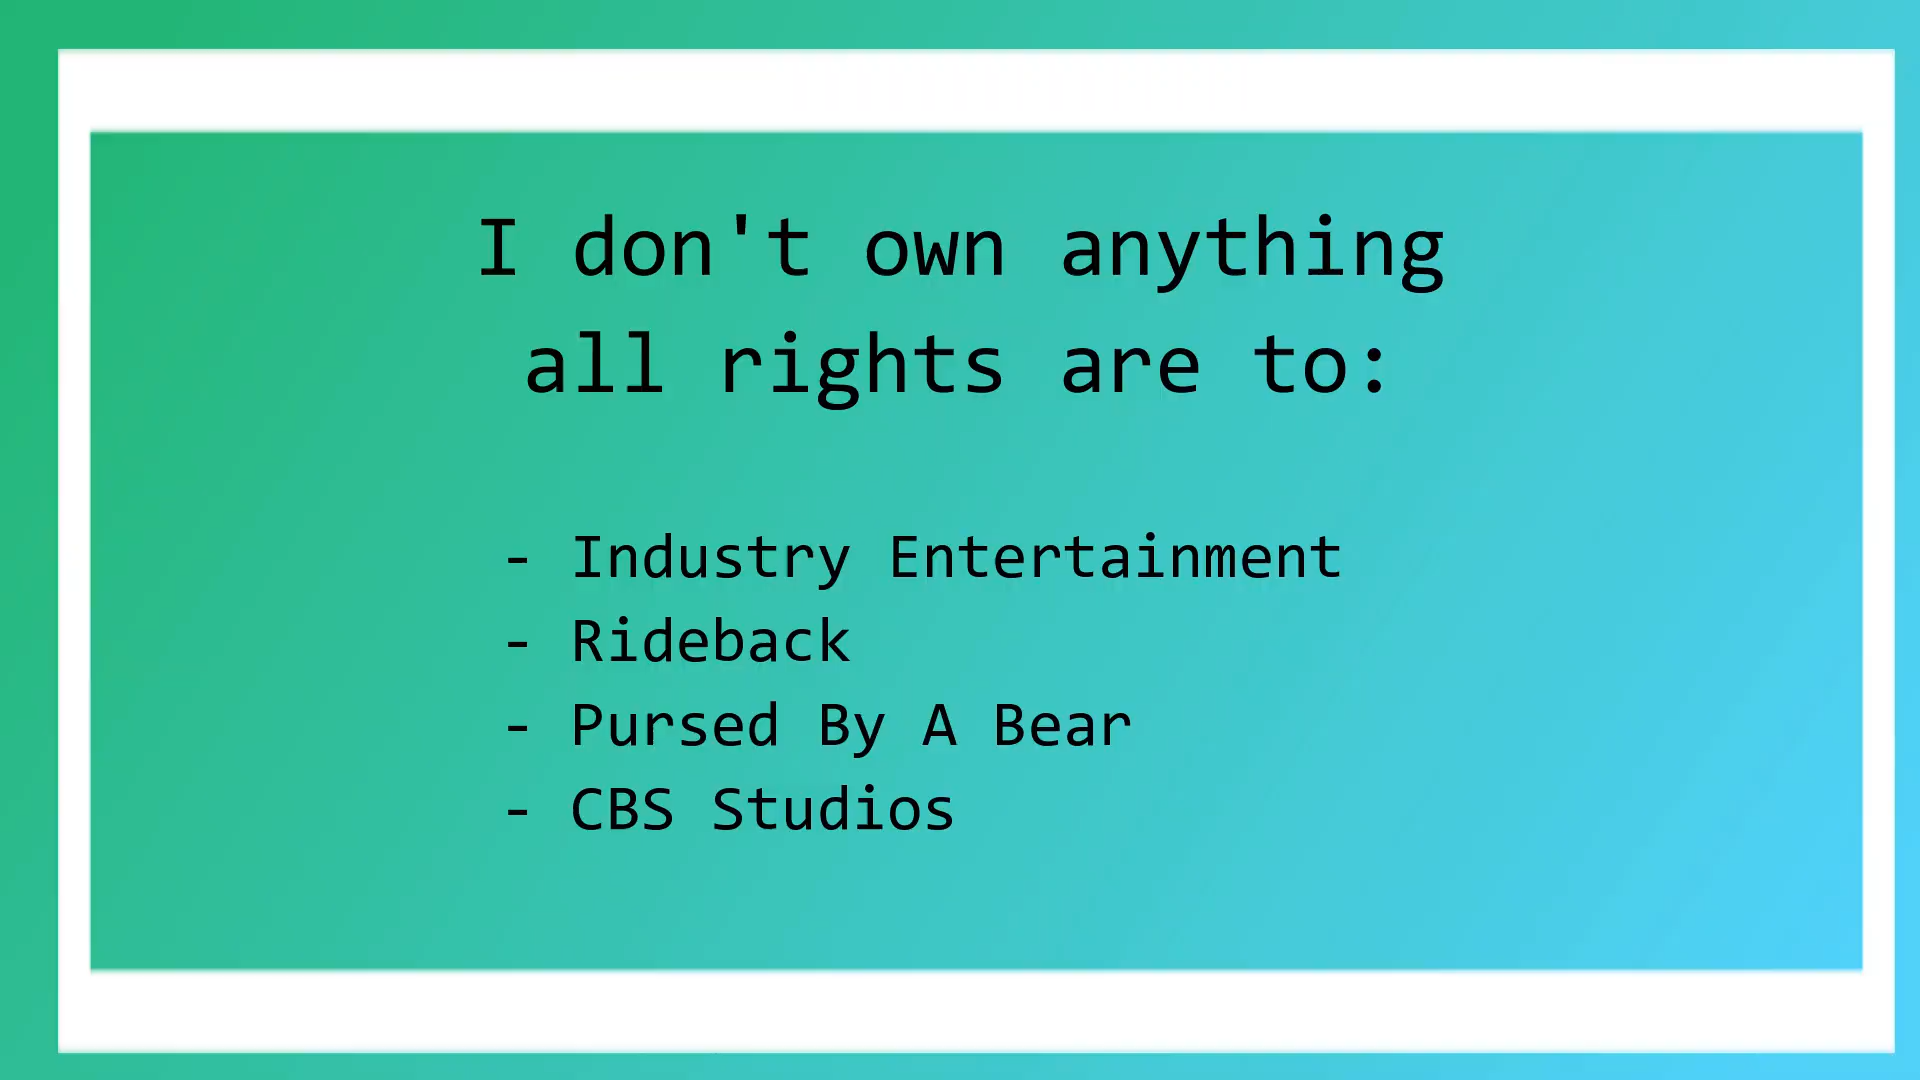 I don't own anything
all rights are to:
- Industry Entertainment
- Rideback
- Pursed By A Bear
- CBS Studios